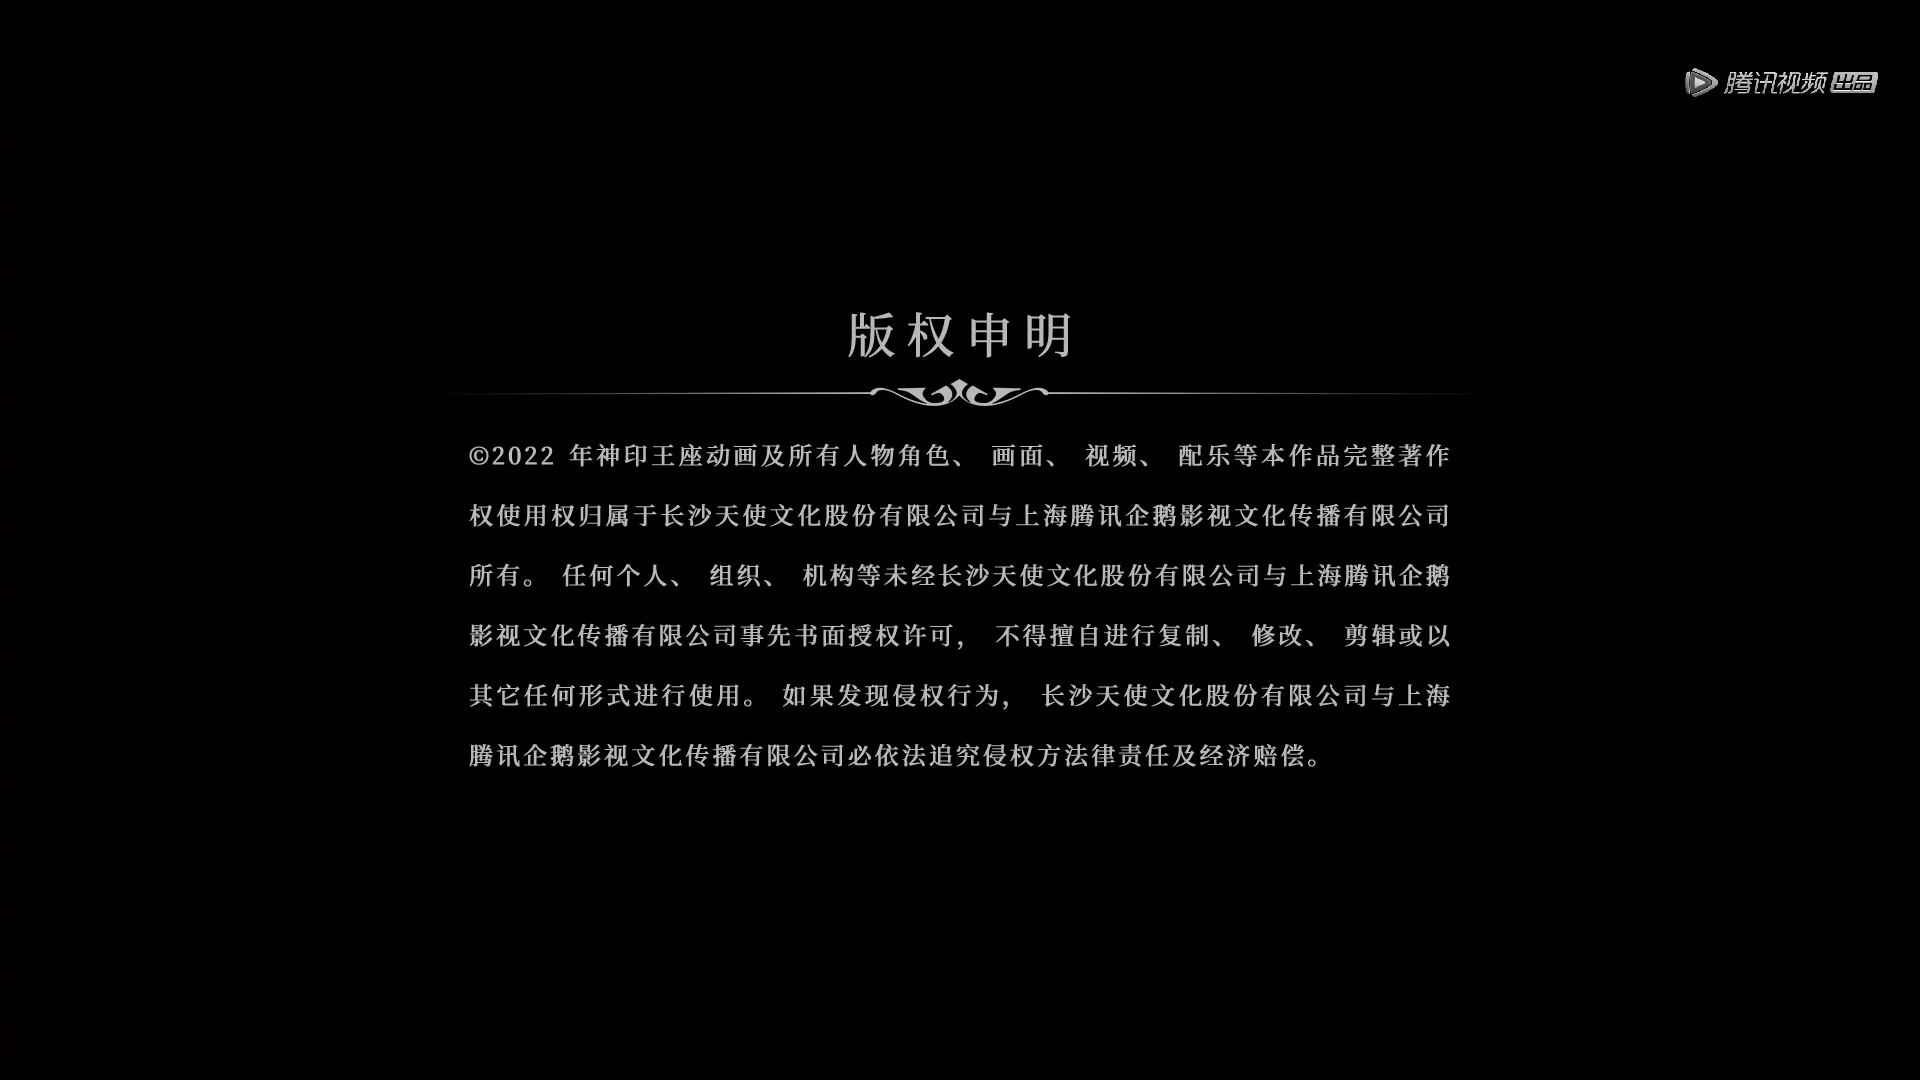 腾讯视频 出品
版权申明
©2022 年神印王座动画及所有人物角色、 画面、 视频、 配乐等本作品完整著作
权使用权归属于长沙天使文化股份有限公司与上海腾讯企鹅影视文化传播有限公司
所有。 任何个人、 组织、 机构等未经长沙天使文化股份有限公司与上海腾讯企鹅
影视文化传播有限公司事先书面授权许可， 不得擅自进行复制、 修改、 剪辑或以
其它任何形式进行使用。 如果发现侵权行为， 长沙天使文化股份有限公司与上海
腾讯企鹅影视文化传播有限公司必依法追究侵权方法律责任及经济赔偿。